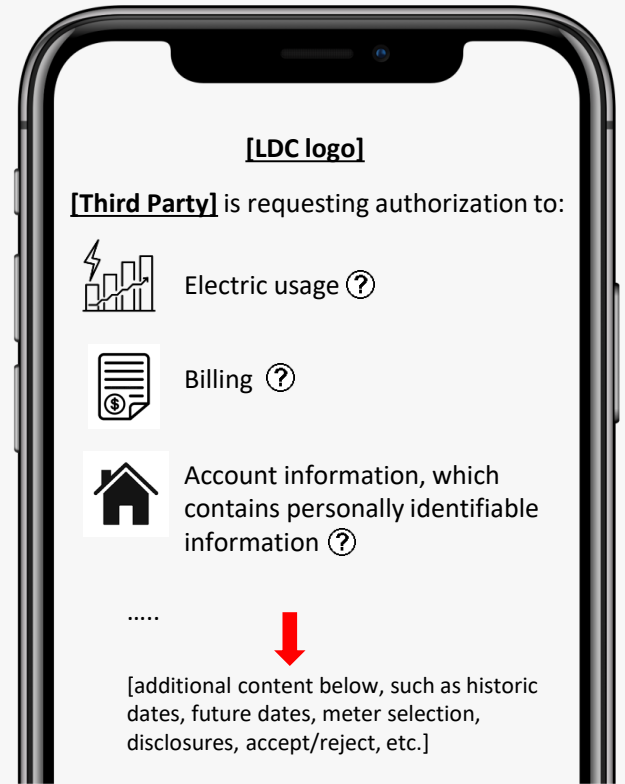 [LDC logo]
[Third Party] is requesting authorization to:
Electric usage ?
Billing ?
$
Account information, which
contains personally identifiable
information ?
.....
[additional content below, such as historic
dates, future dates, meter selection,
disclosures, accept/reject, etc.]